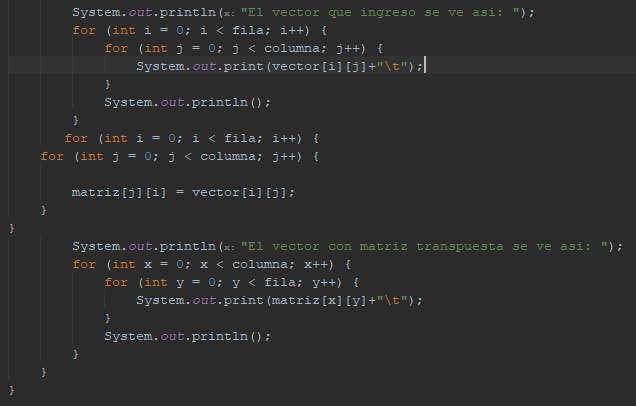 System.out.println(x: "El vector que ingreso se ve asi: ");
for (int i = 0; i < fila; i++) {
for (int j = 0; j < columna; j++) {
System.out.print(vector[i][j]+"\t");
}
System.out.println();
}
for (int i = 0; i < fila; i++) {
for (int j = 0; j < columna; j++) {
matriz[j][i] = vector[i][j];
}
}
System.out.println(x: "El vector con matriz transpuesta se ve asi: ");
for (int x = 0; x < columna; x++) {
for (int y = 0; y < fila; y++) {
System.out.print(matriz[x][y]+"\t");
}
System.out.println();
}
}
}